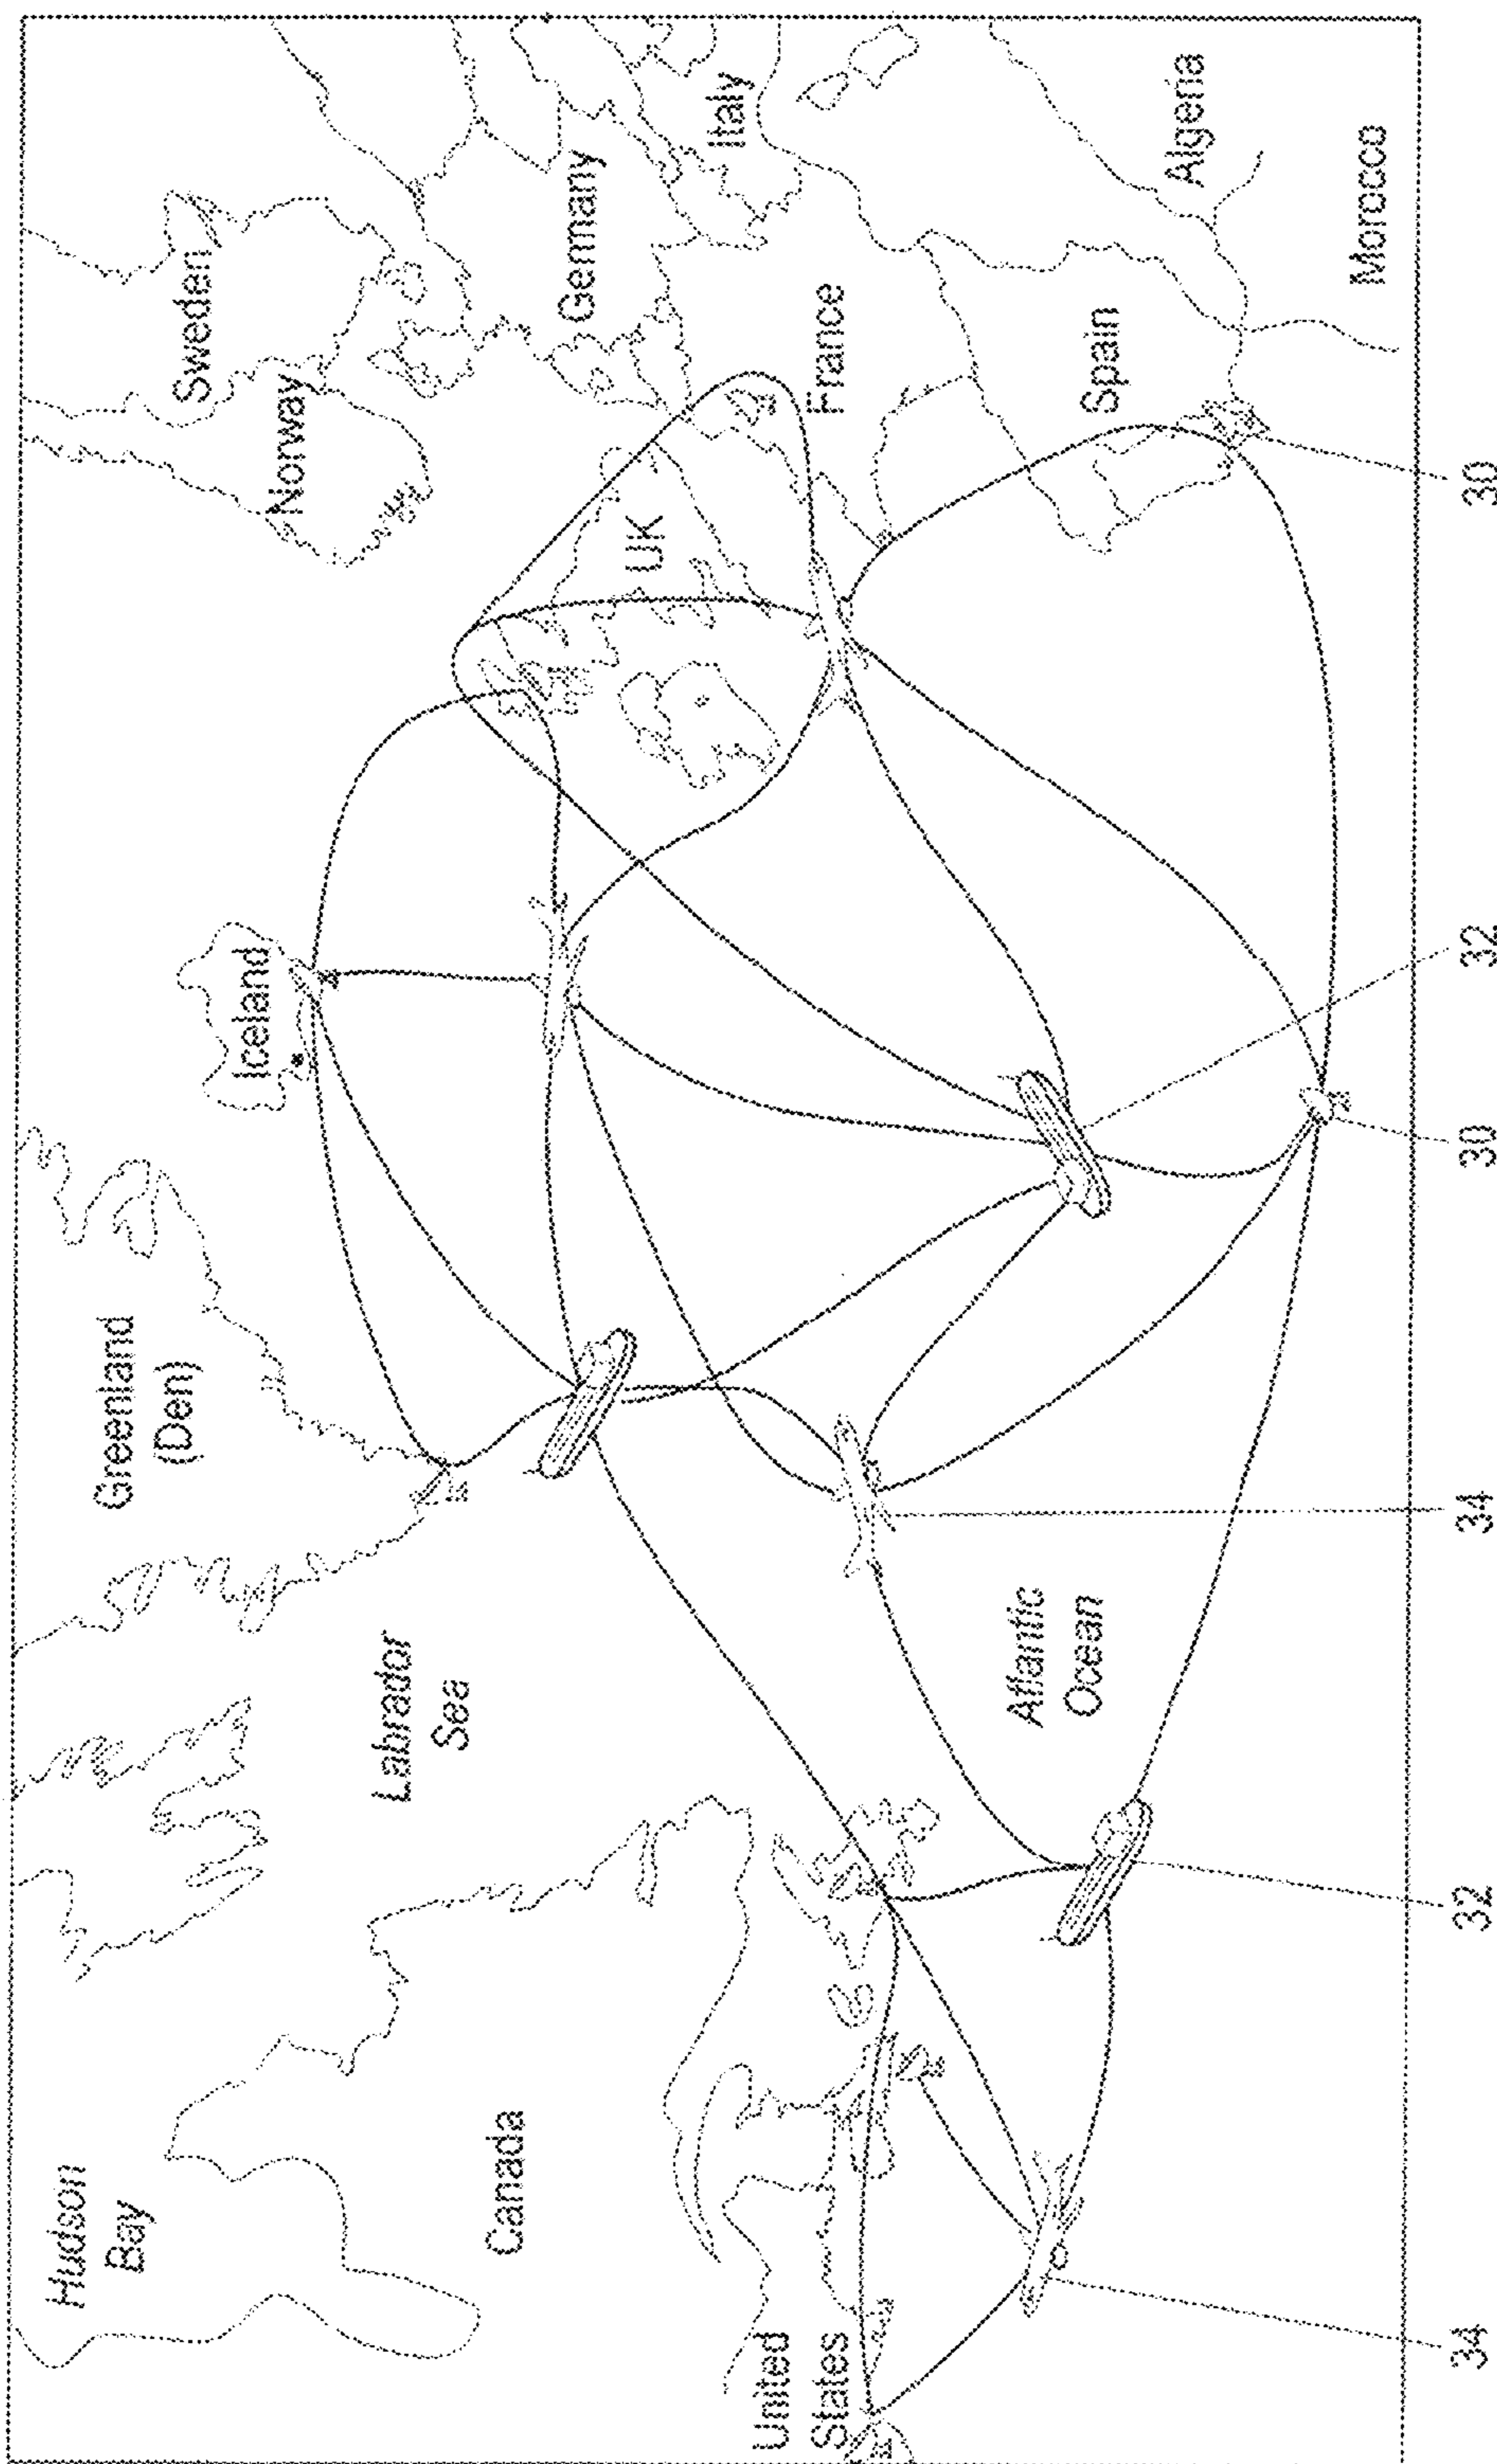 Hudson
Bay
Greenland
(Den)
Iceland
Sweden
Norway
Labrador
Sea
Canada
UK
Germany
United
States
France
Italy
Atlantic
Ocean
Spain
Algeria
Morocco
34
32
34
30
32
30